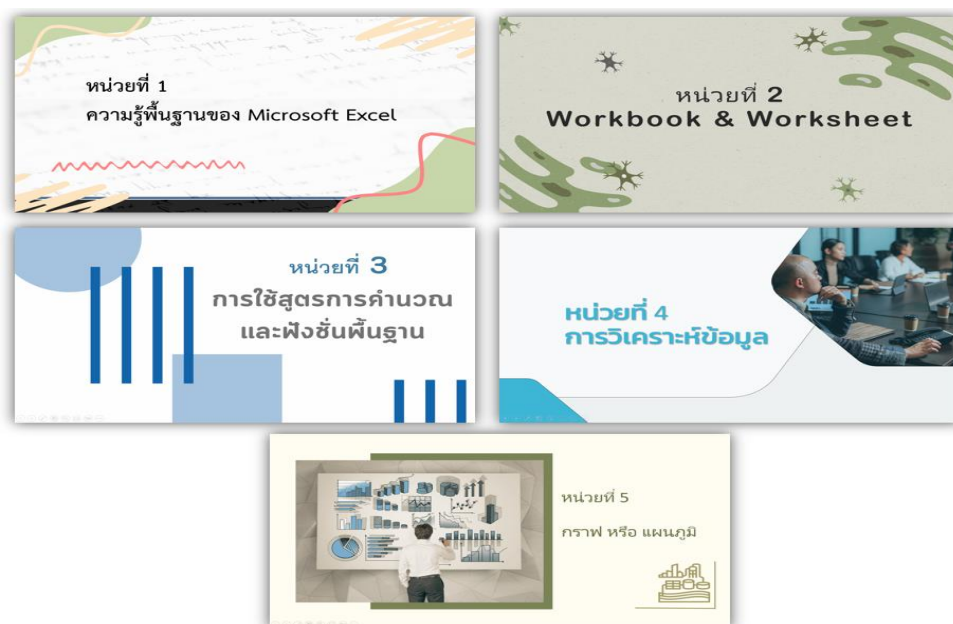 หน่วยที่ 1
ความรู้พื้นฐานของ Microsoft Excel
หน่วยที่ 2
Workbook & Worksheet
หน่วยที่ 3
การใช้สูตรการคำนวณ
และฟังชั่นพื้นฐาน
หน่วยที่ 4
การวิเคราะห์ข้อมูล
หน่วยที่ 5
กราฟ หรือ แผนภูมิ